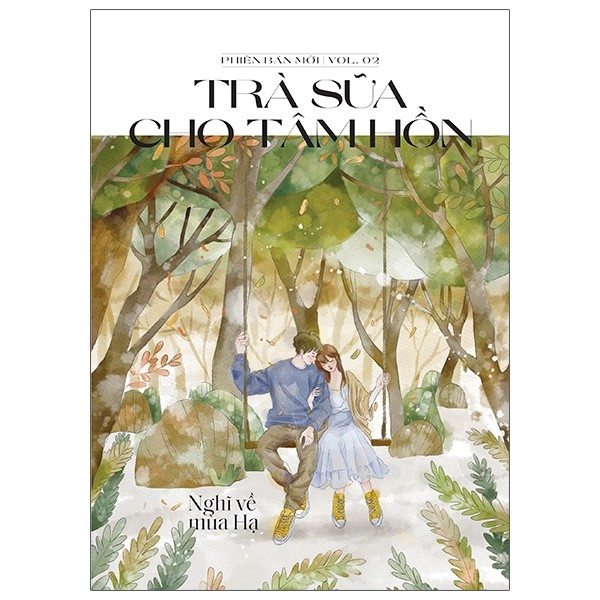 PHIÊN BẢN MỚI | VOL. 02
TRÀ SỮA
CHO TÂM HỒN
Nghĩ về
mùa Hạ